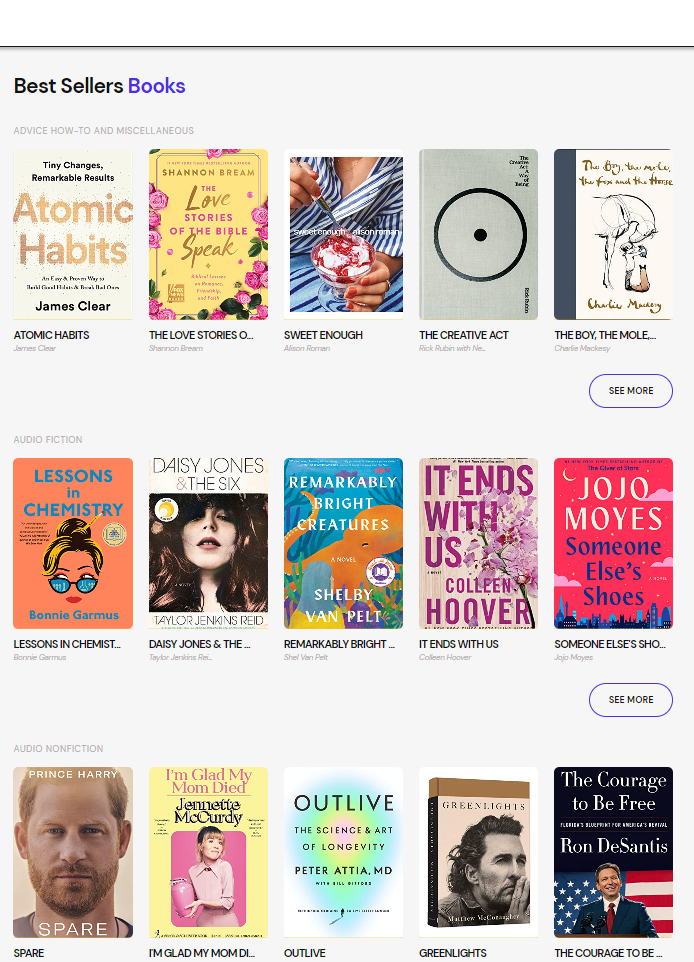 Best Sellers Books
ADVICE HOW-TO AND MISCELLANEOUS
Tiny Changes,
Remarkable Results
Atomic
Habits
An Easy & Proven Way to
Build Good Habits & Break Bad Ones
James Clear
SHANNON BREAM
THE
Love
STORIES
OF THE BIBLE
Speak
Biblical Lessons
on Romance,
Friendship,
and Faith
sweet enough alison roman
The
Creative
Act:
A
Way
of
Being
Rick Rubin
The Boy, the mole,
the fox and the Horse
Charlie Mackesy
ATOMIC HABITS
James Clear
THE LOVE STORIES O...
Shannon Bream
SWEET ENOUGH
Alison Roman
THE CREATIVE ACT
Rick Rubin with Ne...
THE BOY, THE MOLE,...
Charlie Mackesy
SEE MORE
AUDIO FICTION
LESSONS
in
CHEMISTRY
Bonnie Garmus
DAISY JONES
& THE SIX
A NOVEL
TAYLOR JENKINS REID
REMARKABLY
BRIGHT
CREATURES
A NOVEL
SHELBY
VAN PELT
IT ENDS
WITH
US
A NOVEL
COLLEEN
HOOVER
The Giver of Stars
JOJO
MOYES
Someone
Else's
Shoes
A NOVEL
LESSONS IN CHEMIST...
Bonnie Garmus
DAISY JONES & THE ...
Taylor Jenkins Rei...
REMARKABLY BRIGHT ...
Shel Van Pelt
IT ENDS WITH US
Colleen Hoover
SOMEONE ELSE'S SHO...
Jojo Moyes
SEE MORE
AUDIO NONFICTION
PRINCE HARRY
SPARE
I'm Glad My
Mom Died
Jennette
McCurdy
OUTLIVE
THE SCIENCE & ART
OF LONGEVITY
PETER ATTIA, MD
WITH BILL GIFFORD
GREENLIGHTS
Matthew McConaughey
The Courage
to Be Free
FLORIDA'S BLUEPRINT FOR AMERICA'S REVIVAL
Ron DeSantis
SPARE
I'M GLAD MY MOM DI...
OUTLIVE
GREENLIGHTS
THE COURAGE TO BE ...